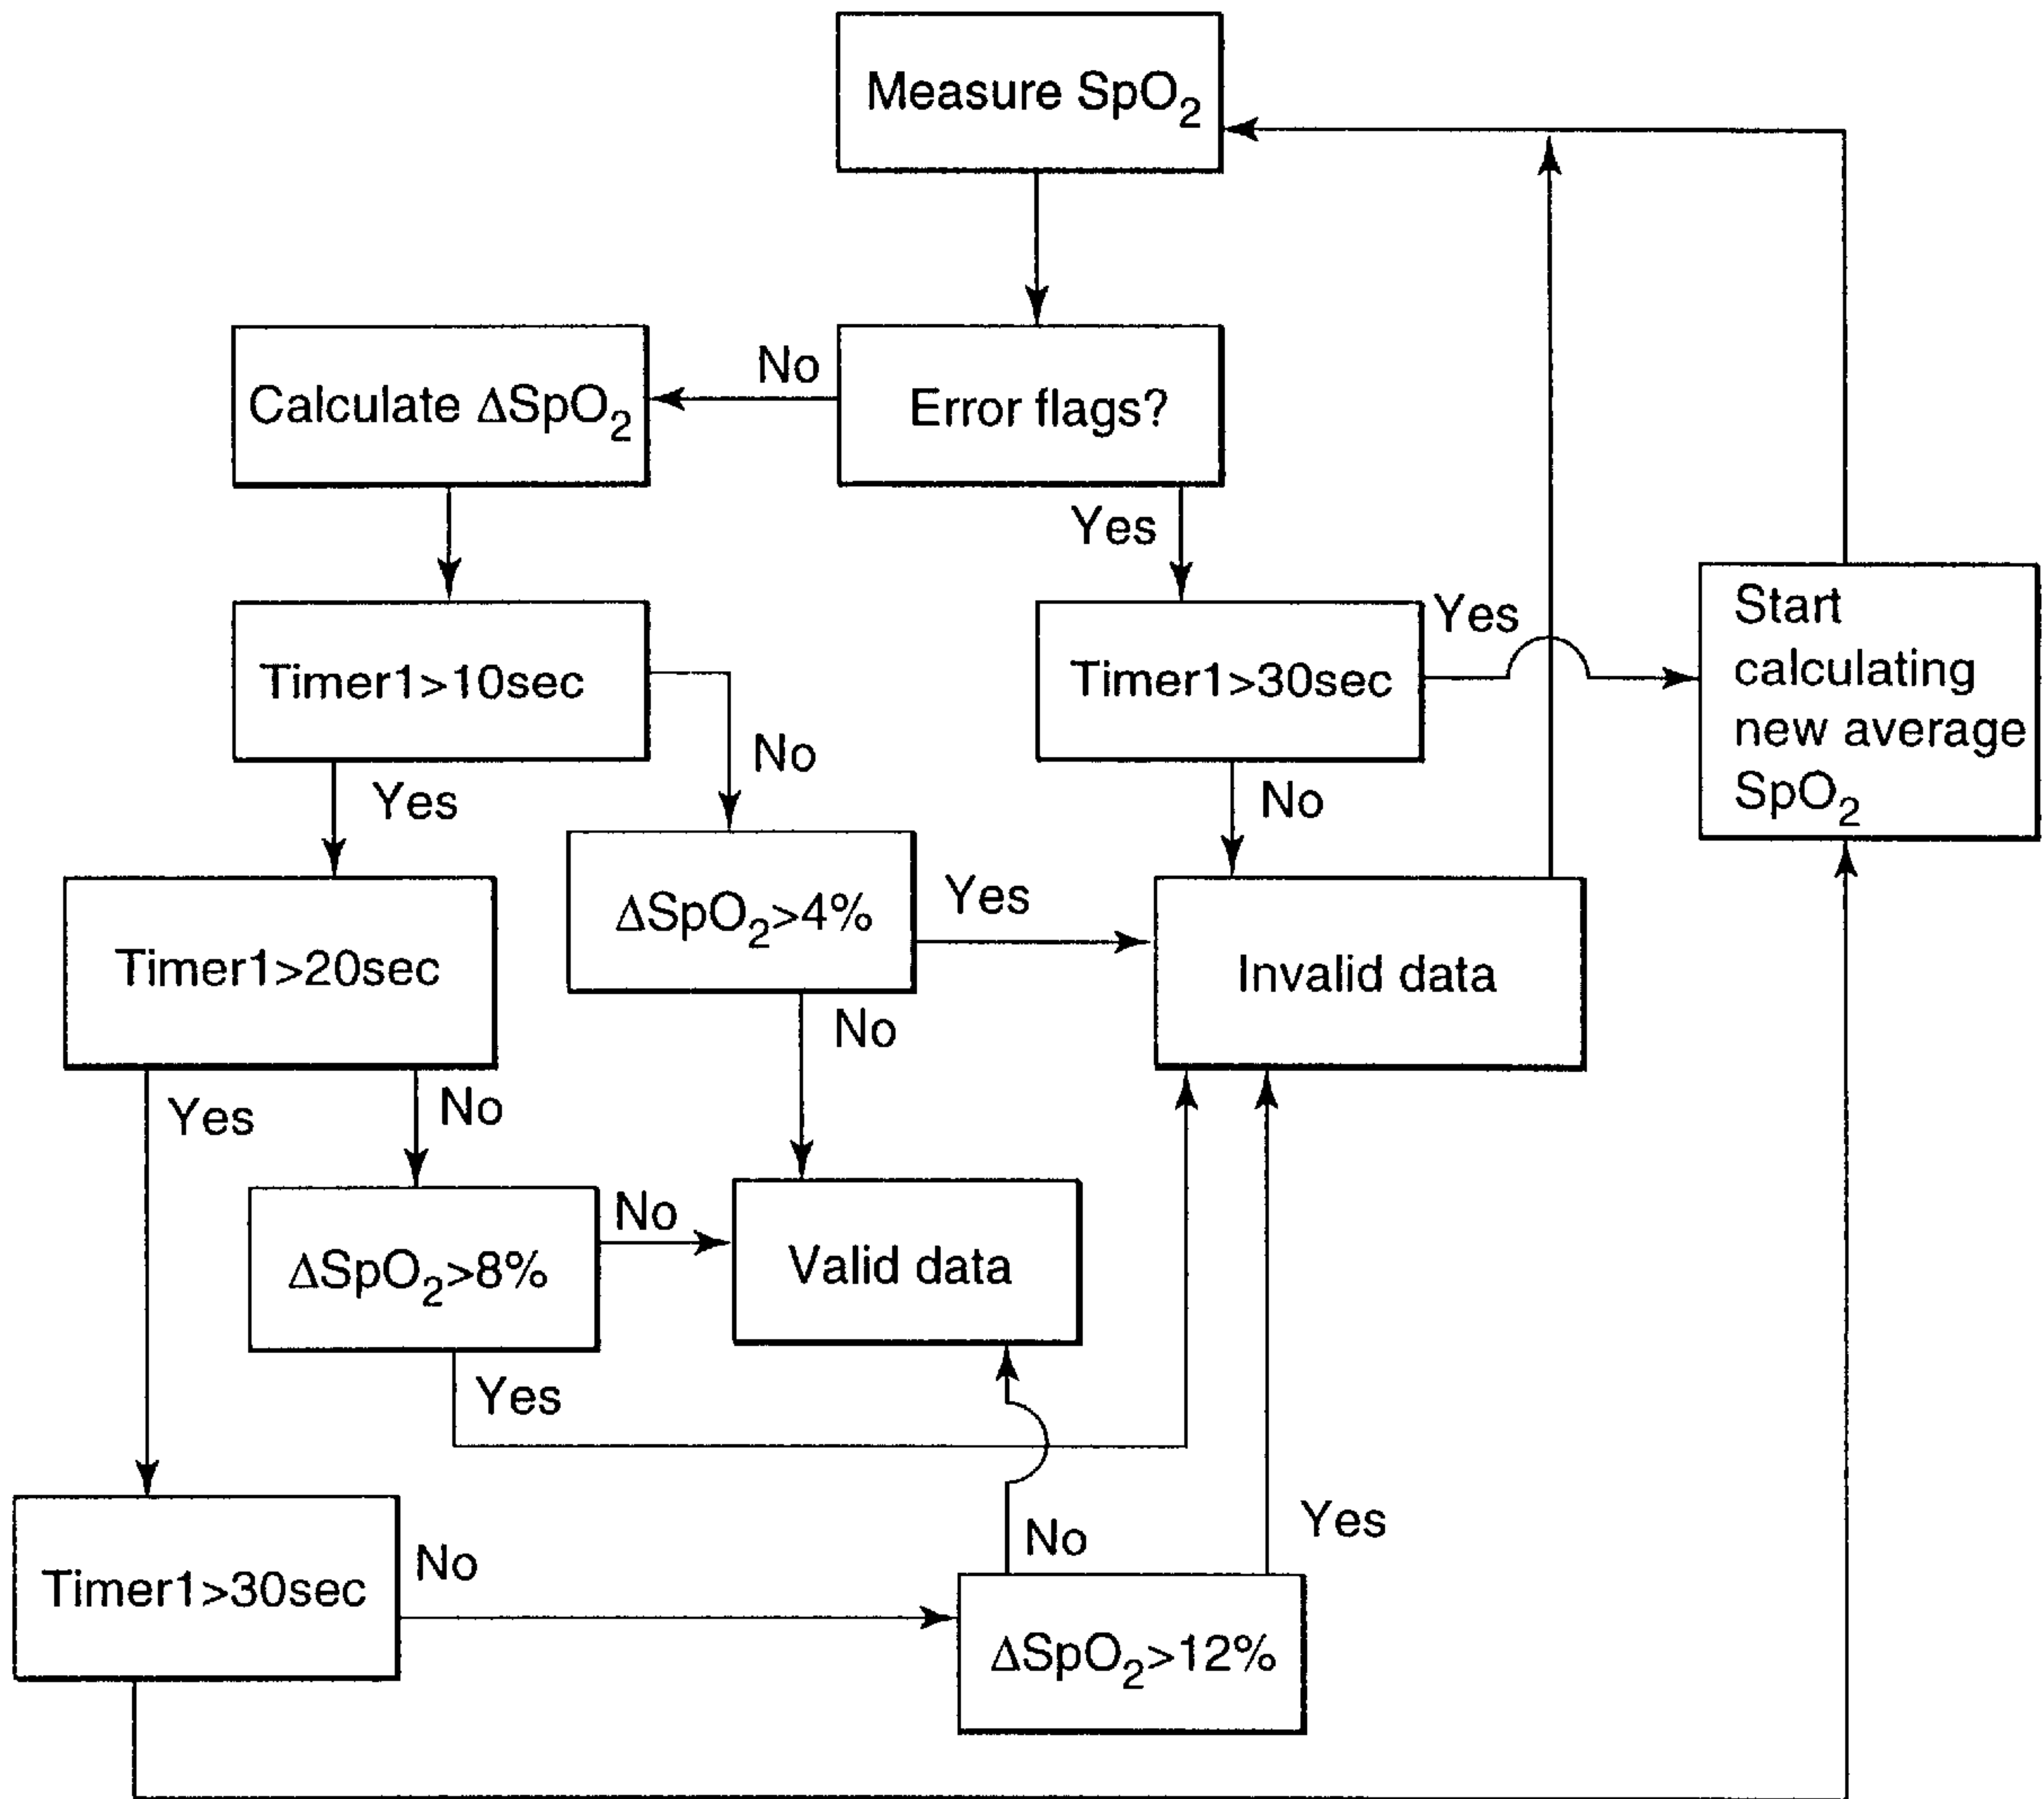 Measure SpO₂
No
Calculate ΔSpO₂
Error flags?
Yes
Timer1>10sec
No
Yes
Timer1>30sec
Yes
No
Start
calculating
new average
SpO₂
Timer1>20sec
ΔSpO₂>4%
Yes
No
Invalid data
Yes
No
ΔSpO₂>8%
No
Yes
Valid data
Timer1>30sec
No
No
Yes
ΔSpO₂>12%